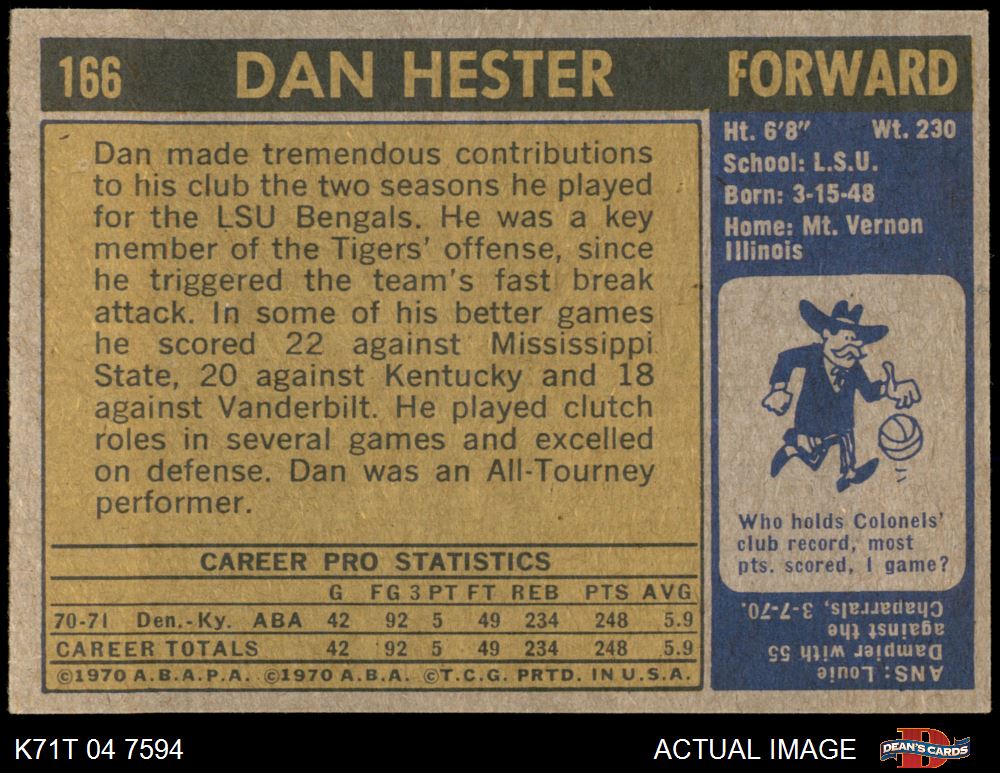 166 DAN HESTER FORWARD
Dan made tremendous contributions
to his club the two seasons he played
for the LSU Bengals. He was a key
member of the Tigers' offense, since
he triggered the team's fast break
attack. In some of his better games
he scored 22 against Mississippi
State, 20 against Kentucky and 18
against Vanderbilt. He played clutch
roles in several games and excelled
on defense. Dan was an All-Tourney
performer.
CAREER PRO STATISTICS
G FG 3 PT FT REB PTS AVG
70-71 Den.-Ky. ABA 42 92 5 49 234 248 5.9
CAREER TOTALS 42 92 5 49 234 248 5.9
©1970 A.B.A.P.A. ©1970 A.B.A. ©T.C.G. PRTD. IN U.S.A.
Ht. 6'8" Wt. 230
School: L.S.U.
Born: 3-15-48
Home: Mt. Vernon
Illinois
Who holds Colonels'
club record, most
pts. scored, 1 game?
ANS: Louie
Dampier with 55
against the
Chaparrals, 3-7-70.
K71T 04 7594
ACTUAL IMAGE
DEAN'S CARDS